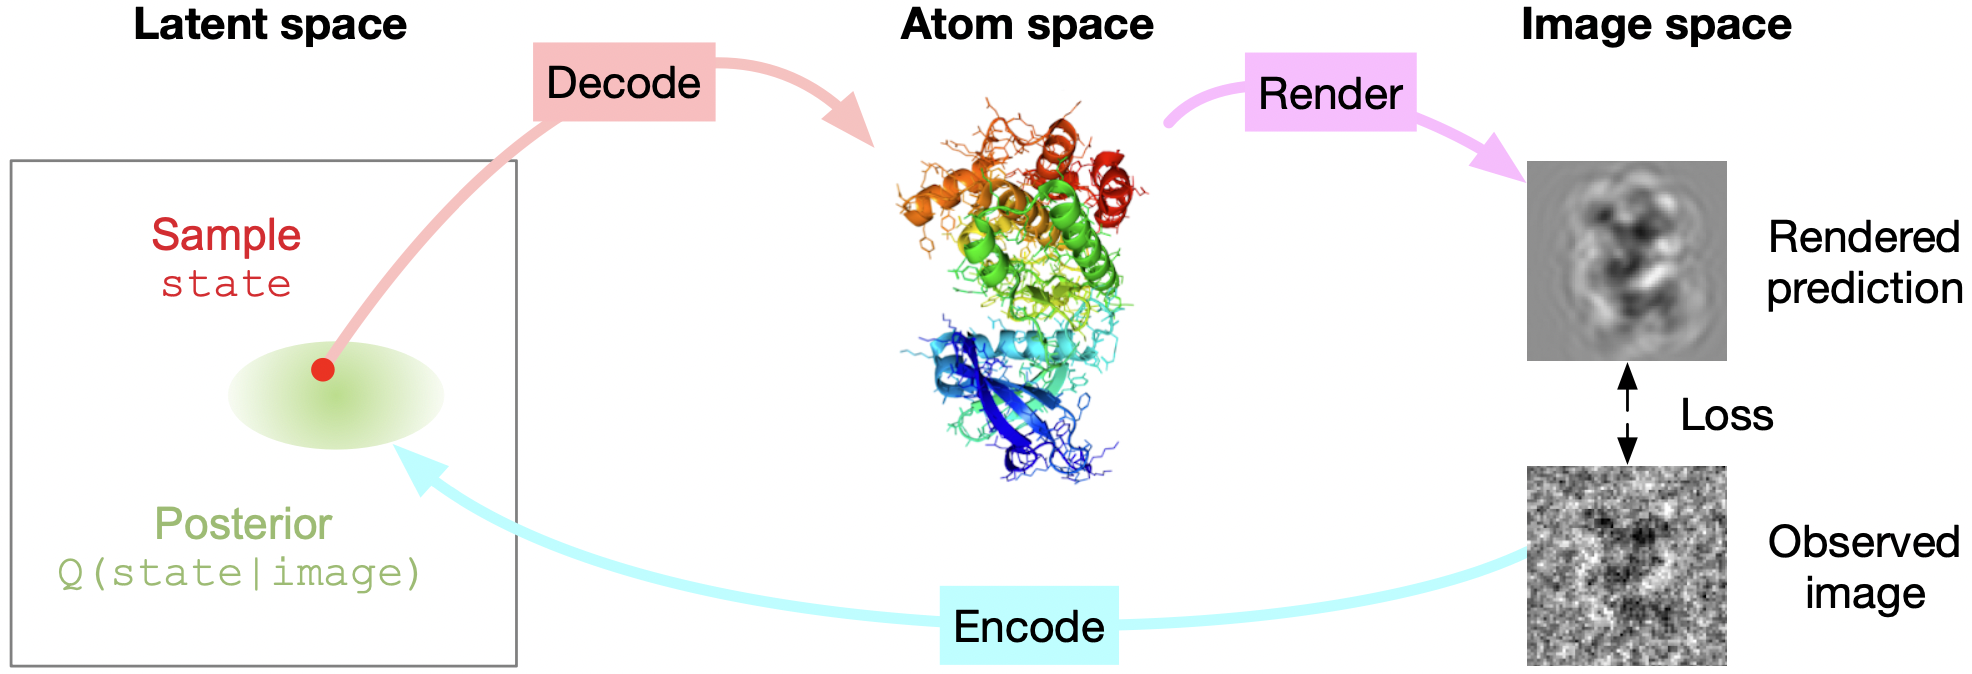 Latent space
Atom space
Image space
Decode
Render
Sample
state
Rendered
prediction
Loss
Posterior
Q(state|image)
Observed
image
Encode